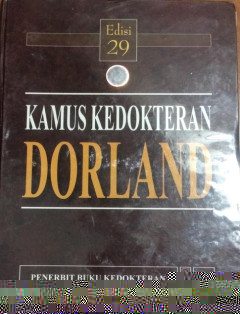 Edisi
29
KAMUS KEDOKTERAN
DORLAND
PENERBIT BUKU KEDOKTERAN